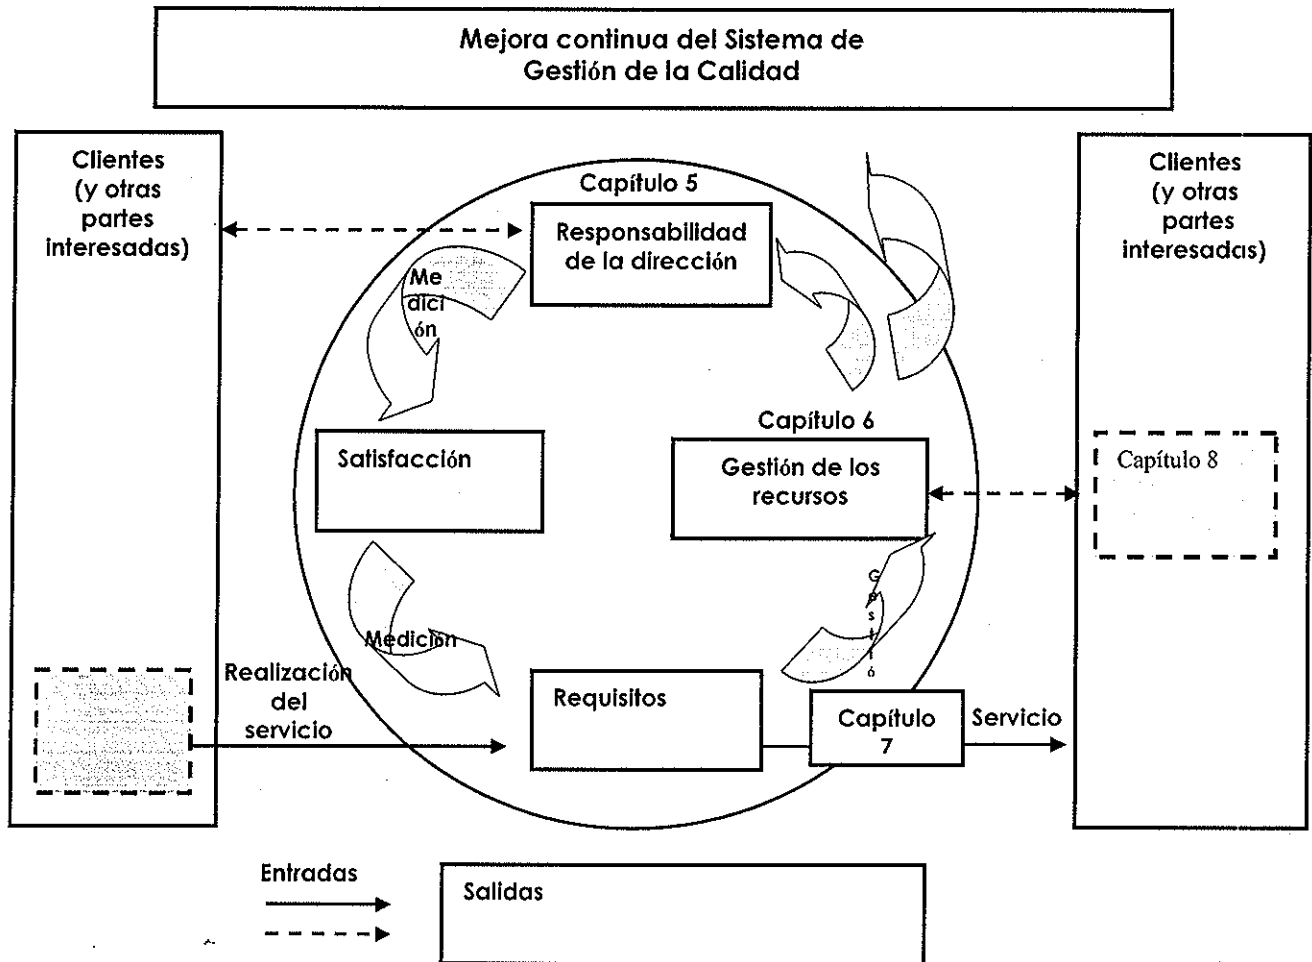 Mejora continua del Sistema de
Gestión de la Calidad
Clientes
(y otras
partes
interesadas)
Capítulo 5
Responsabilidad
de la dirección
Clientes
(y otras
partes
interesadas)
Me
dici
ón
Capítulo 6
Satisfacción
Gestión de los
recursos
Capítulo 8
G
e
s
t
i
ó
Medición
Realización
del
servicio
Requisitos
Capítulo
7
Servicio
Entradas
Salidas